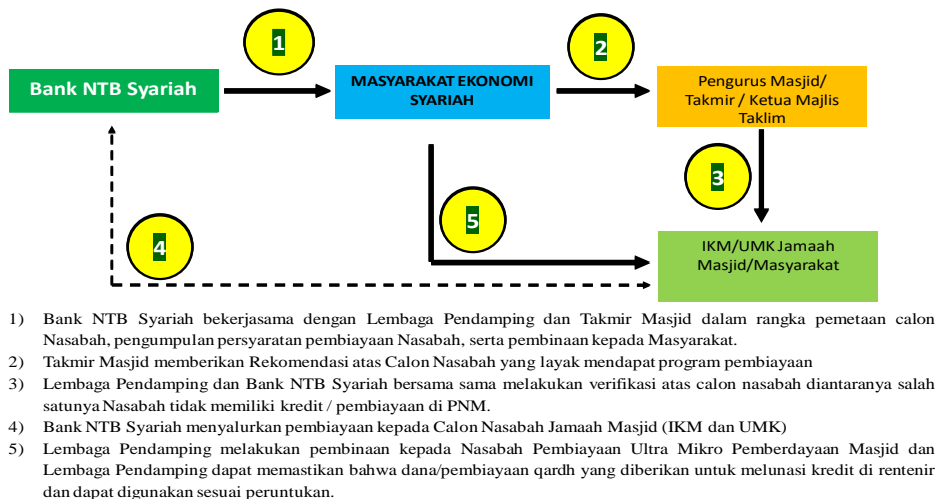 1
2
Bank NTB Syariah
MASYARAKAT EKONOMI
SYARIAH
Pengurus Masjid/
Takmir / Ketua Majlis
Taklim
3
5
4
IKM/UMK Jamaah
Masjid/Masyarakat
1) Bank NTB Syariah bekerjasama dengan Lembaga Pendamping dan Takmir Masjid dalam rangka pemetaan calon
Nasabah, pengumpulan persyaratan pembiayaan Nasabah, serta pembinaan kepada Masyarakat.
2) Takmir Masjid memberikan Rekomendasi atas Calon Nasabah yang layak mendapat program pembiayaan
3) Lembaga Pendamping dan Bank NTB Syariah bersama sama melakukan verifikasi atas calon nasabah diantaranya salah
satunya Nasabah tidak memiliki kredit / pembiayaan di PNM.
4) Bank NTB Syariah menyalurkan pembiayaan kepada Calon Nasabah Jamaah Masjid (IKM dan UMK)
5) Lembaga Pendamping melakukan pembinaan kepada Nasabah Pembiayaan Ultra Mikro Pemberdayaan Masjid dan
Lembaga Pendamping dapat memastikan bahwa dana/pembiayaan qardh yang diberikan untuk melunasi kredit di rentenir
dan dapat digunakan sesuai peruntukan.